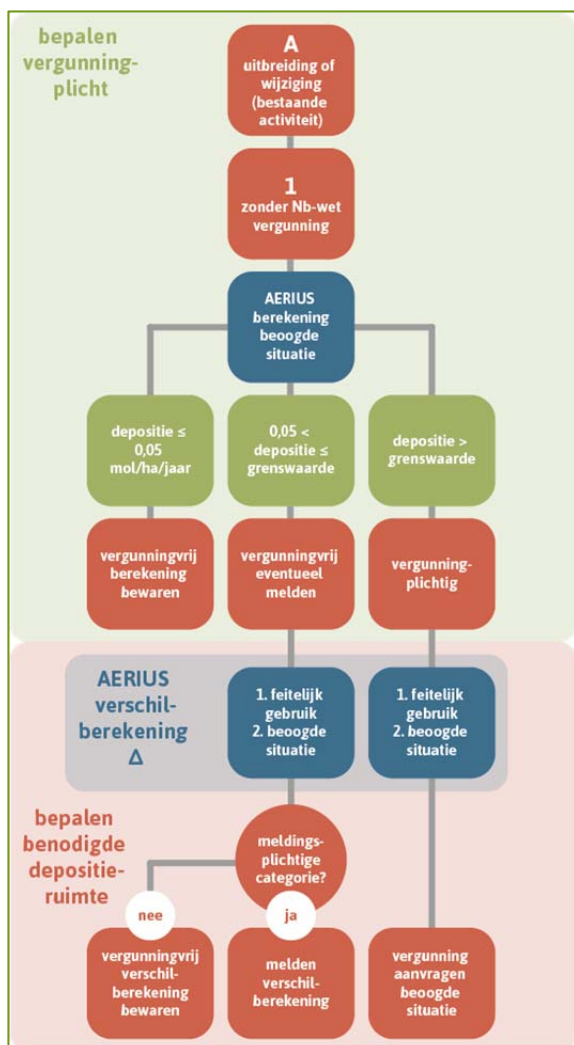 bepalen
vergunning-
plicht
A
uitbreiding of
wijziging
(bestaande
activiteit)
1
zonder Nb-wet
vergunning
AERIUS
berekening
beoogde
situatie
depositie ≤
0,05
mol/ha/jaar
0,05 <
depositie ≤
grenswaarde
depositie >
grenswaarde
vergunningvrij
berekening
bewaren
vergunningvrij
eventueel
melden
vergunning-
plichtig
AERIUS
verschil-
berekening
Δ
1. feitelijk
gebruik
2. beoogde
situatie
1. feitelijk
gebruik
2. beoogde
situatie
bepalen
benodigde
depositie-
ruimte
meldings-
plichtige
categorie?
nee
ja
vergunningvrij
verschil-
berekening
bewaren
melden
verschil-
berekening
vergunning
aanvragen
beoogde
situatie